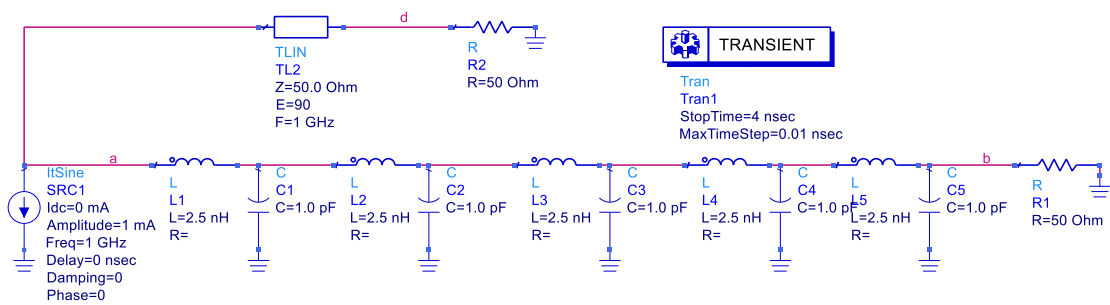 d
TLIN
TL2
Z=50.0 Ohm
E=90
F=1 GHz
R
R2
R=50 Ohm
TRANSIENT
Tran
Tran1
StopTime=4 nsec
MaxTimeStep=0.01 nsec
a
b
ItSine
SRC1
Idc=0 mA
Amplitude=1 mA
Freq=1 GHz
Delay=0 nsec
Damping=0
Phase=0
L
L1
L=2.5 nH
R=
C
C1
C=1.0 pF
L
L2
L=2.5 nH
R=
C
C2
C=1.0 pF
L
L3
L=2.5 nH
R=
C
C3
C=1.0 pF
L
L4
L=2.5 nH
R=
C
C4
C=1.0 pF
L
L5
L=2.5 nH
R=
C
C5
C=1.0 pF
R
R1
R=50 Ohm